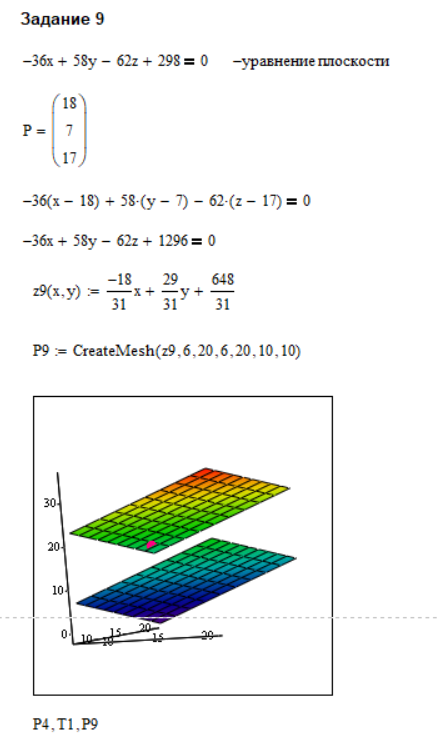 Задание 9
−36x + 58y − 62z + 298 = 0 −уравнение плоскости
P = (18 7 17)
−36(x − 18) + 58·(y − 7) − 62·(z − 17) = 0
−36x + 58y − 62z + 1296 = 0
z9(x,y) := −18/31 x + 29/31 y + 648/31
P9 := CreateMesh(z9,6,20,6,20,10,10)
30
20
10
0
10 15 20
10 15 20
P4,T1,P9